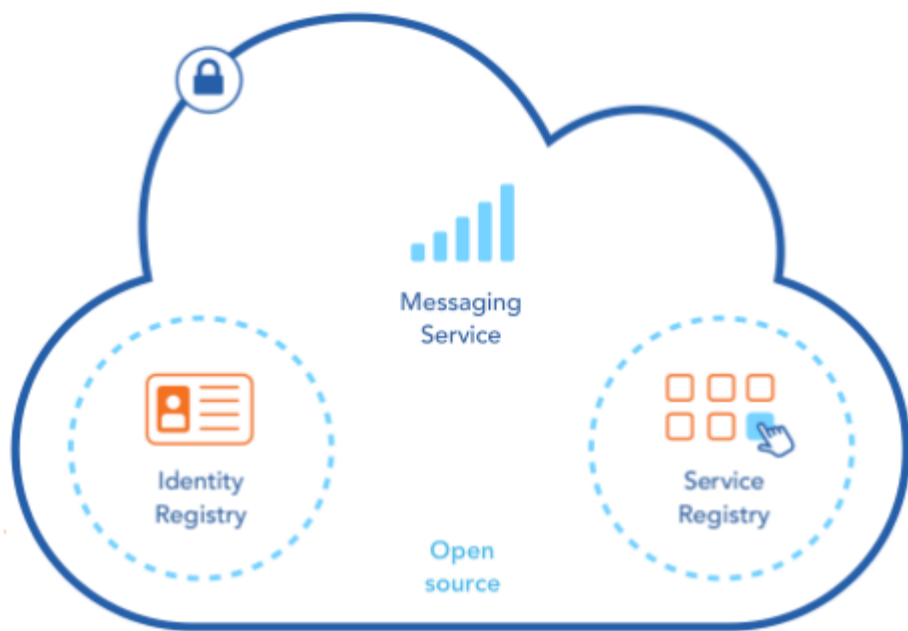 Messaging
Service
Identity
Registry
Service
Registry
Open
source